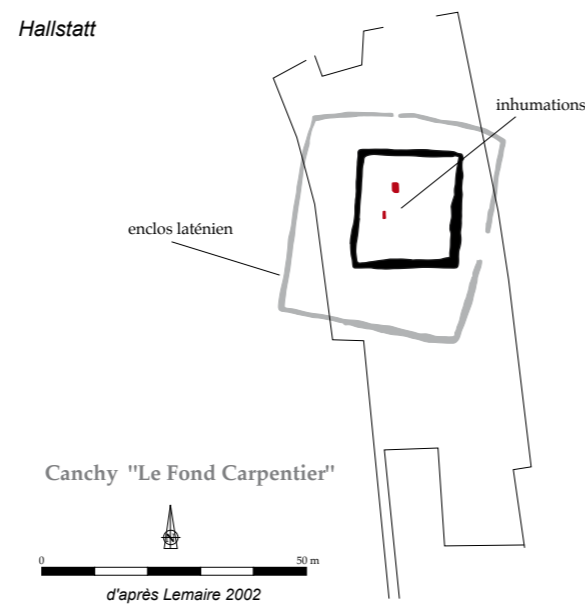 Hallstatt
inhumations
enclos laténien
Canchy "Le Fond Carpentier"
0 50 m
d'après Lemaire 2002